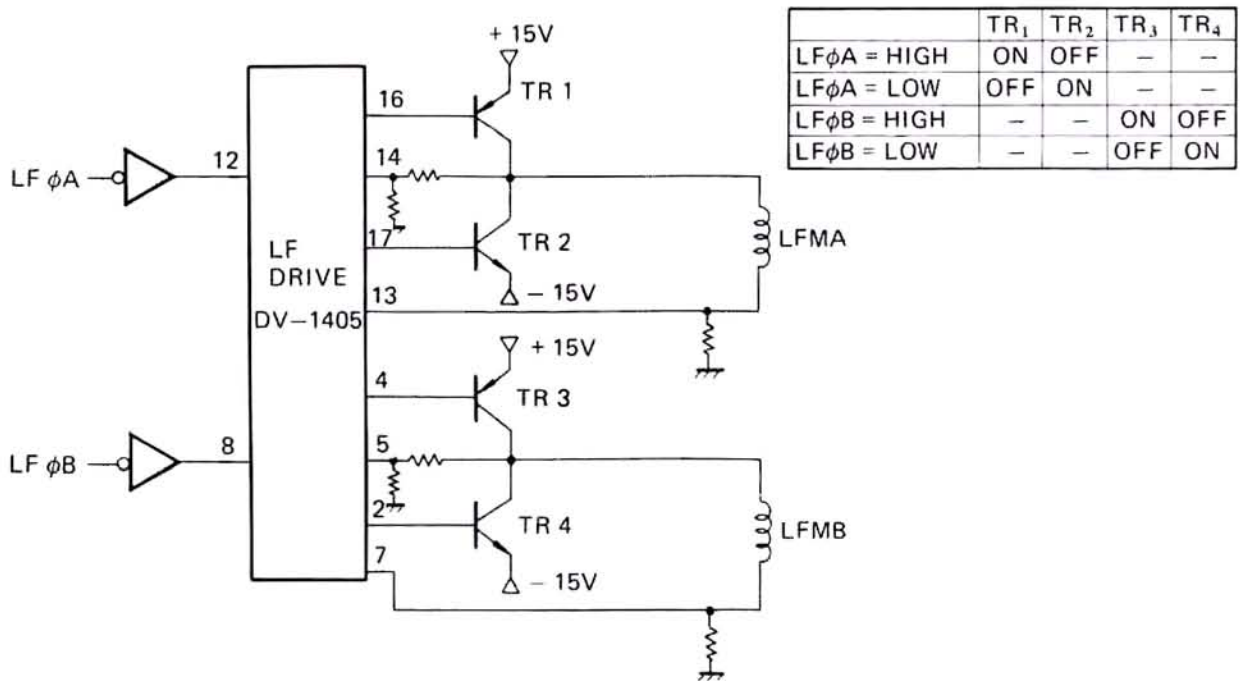 + 15V
TR 1
16
12
14
LF φA
17
TR 2
LF
DRIVE
DV–1405
– 15V
13
LFMA
+ 15V
4
TR 3
8
5
LF φB
2
TR 4
7
– 15V
LFMB
TR₁ TR₂ TR₃ TR₄
LFφA = HIGH ON OFF – –
LFφA = LOW OFF ON – –
LFφB = HIGH – – ON OFF
LFφB = LOW – – OFF ON